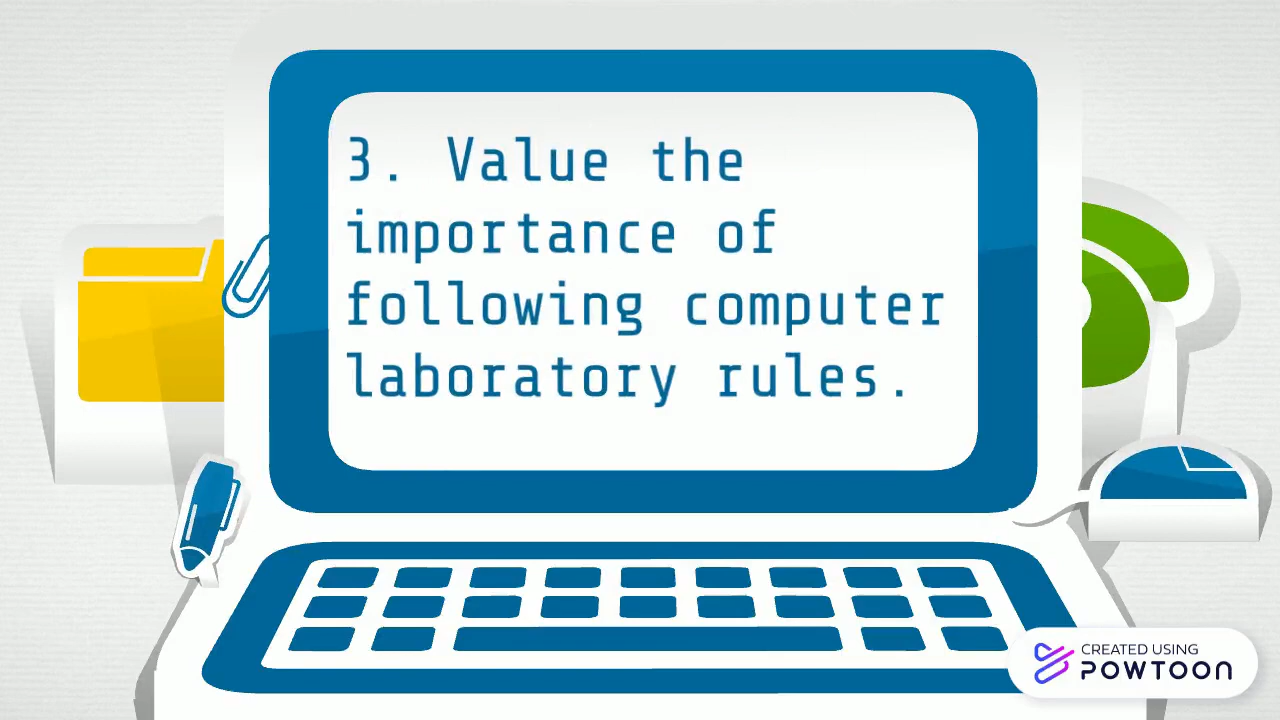 3. Value the
importance of
following computer
laboratory rules.
CREATED USING
POWTOON